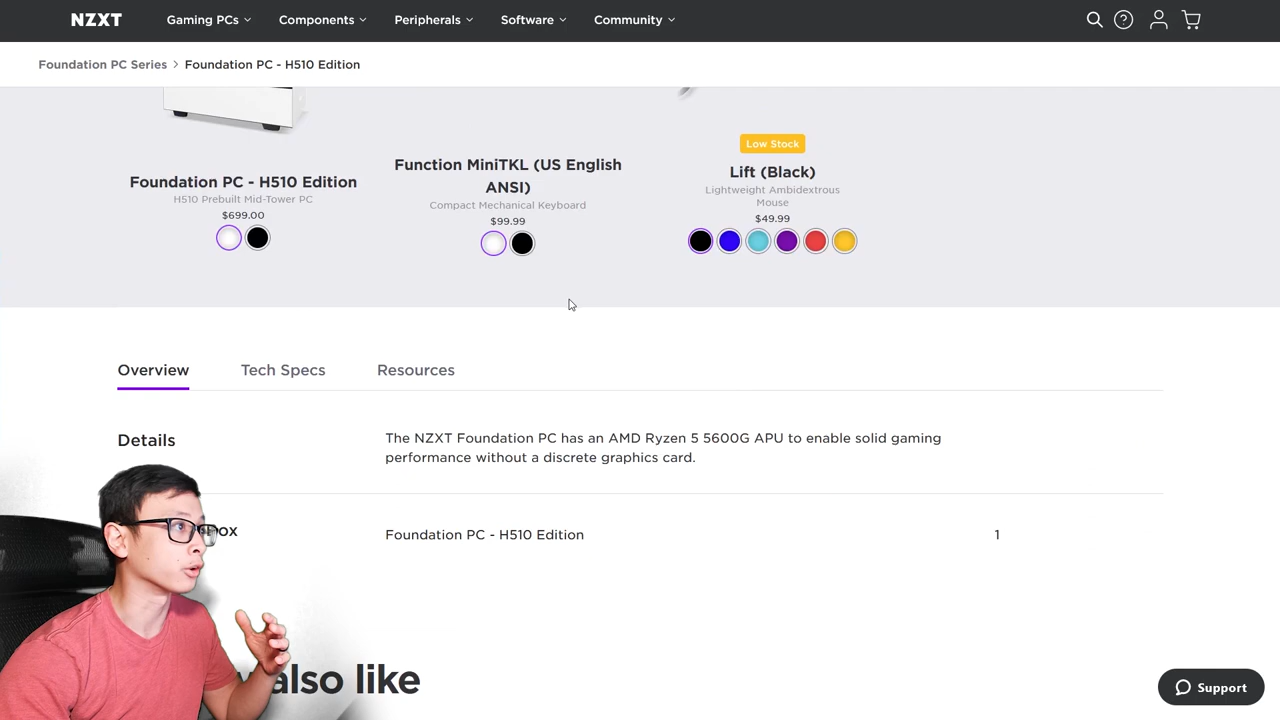 NZXT
Gaming PCs
Components
Peripherals
Software
Community
Foundation PC Series > Foundation PC - H510 Edition
Foundation PC - H510 Edition
H510 Prebuilt Mid-Tower PC
$699.00
Function MiniTKL (US English
ANSI)
Compact Mechanical Keyboard
$99.99
Low Stock
Lift (Black)
Lightweight Ambidextrous
Mouse
$49.99
Overview
Tech Specs
Resources
Details
The NZXT Foundation PC has an AMD Ryzen 5 5600G APU to enable solid gaming
performance without a discrete graphics card.
Foundation PC - H510 Edition
1
also like
Support